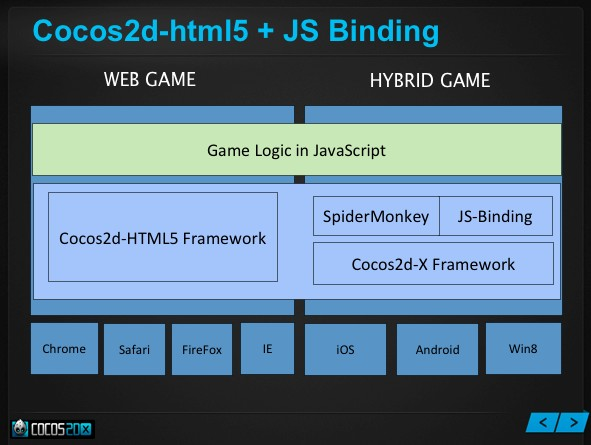 Cocos2d-html5 + JS Binding
WEB GAME
HYBRID GAME
Game Logic in JavaScript
Cocos2d-HTML5 Framework
SpiderMonkey
JS-Binding
Cocos2d-X Framework
Chrome
Safari
FireFox
IE
iOS
Android
Win8
COCOS2DX